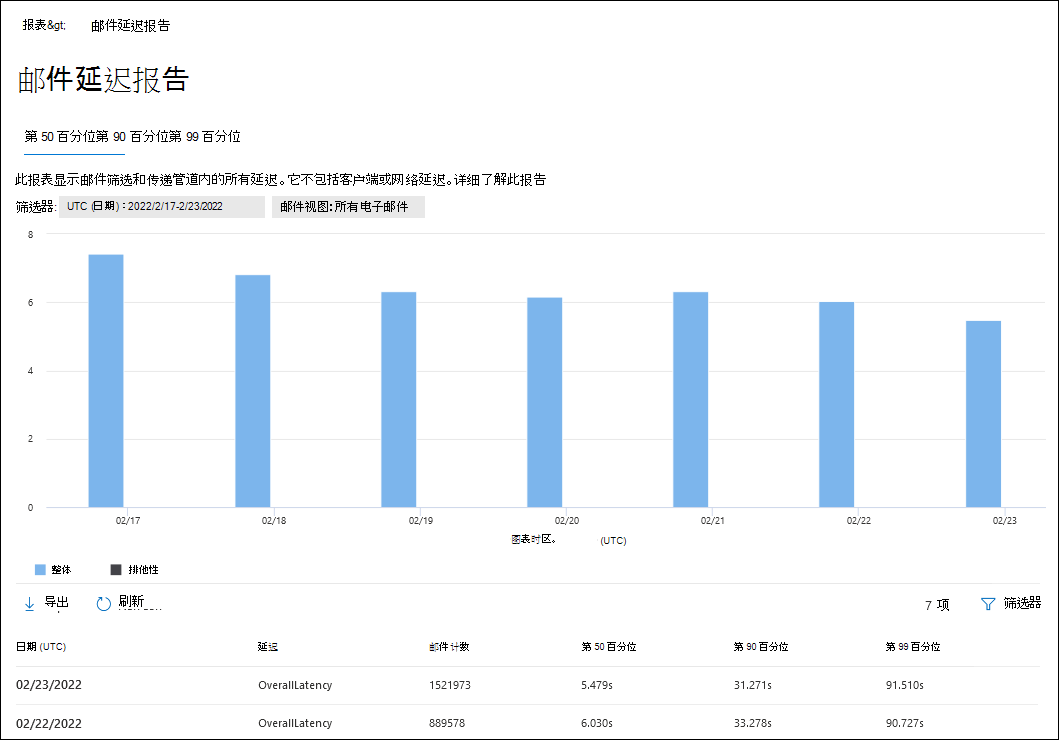 报表&gt; 邮件延迟报告
邮件延迟报告
第 50 百分位第 90 百分位第 99 百分位
此报表显示邮件筛选和传递管道内的所有延迟。它不包括客户端或网络延迟。详细了解此报告
筛选器: UTC (日期)：2022/2/17-2/23/2022 邮件视图: 所有电子邮件
8
6
4
2
0
02/17 02/18 02/19 02/20 02/21 02/22 02/23
图表时区。 (UTC)
整体 排他性
导出 刷新 7 项 筛选器
日期 (UTC) 延迟 邮件计数 第 50 百分位 第 90 百分位 第 99 百分位
02/23/2022 OverallLatency 1521973 5.479s 31.271s 91.510s
02/22/2022 OverallLatency 889578 6.030s 33.278s 90.727s